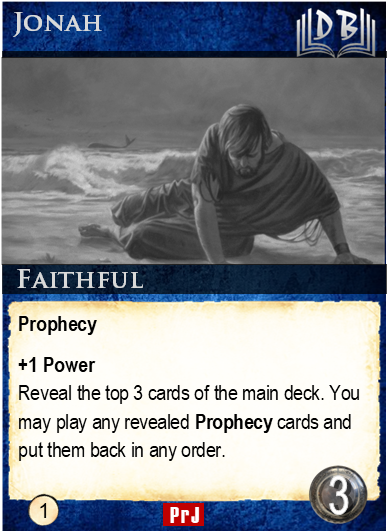 JONAH
DB
FAITHFUL
Prophecy
+1 Power
Reveal the top 3 cards of the main deck. You
may play any revealed Prophecy cards and
put them back in any order.
1
PrJ
3